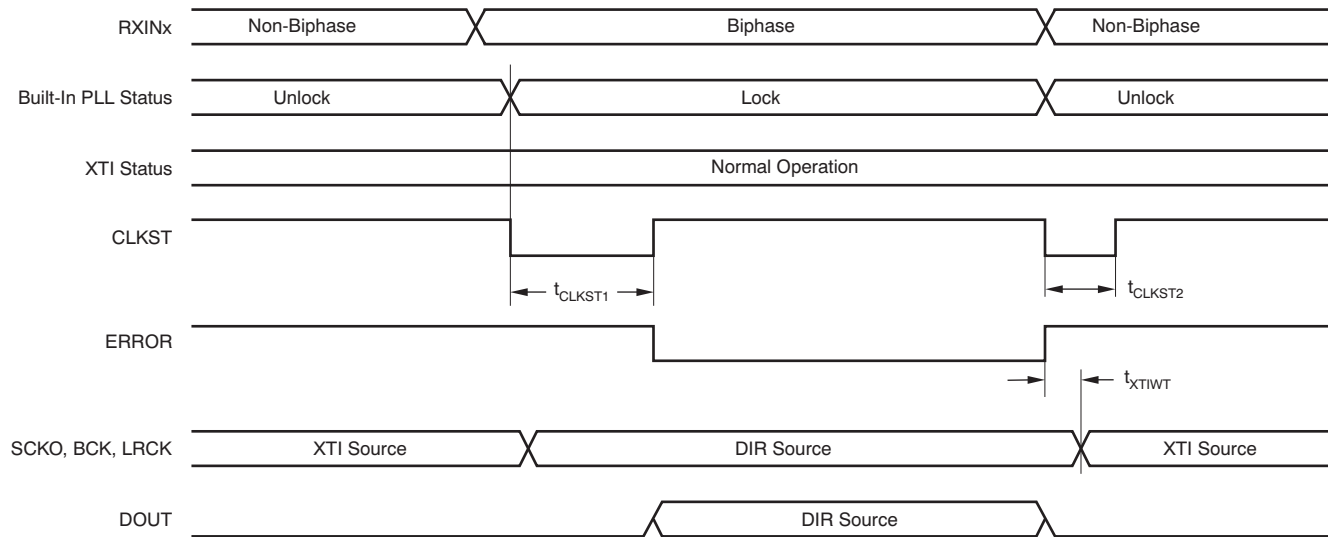 RXINx Non-Biphase Biphase Non-Biphase
Built-In PLL Status Unlock Lock Unlock
XTI Status Normal Operation
CLKST
tCLKST1 tCLKST2
ERROR
tXTIWT
SCKO, BCK, LRCK XTI Source DIR Source XTI Source
DOUT DIR Source